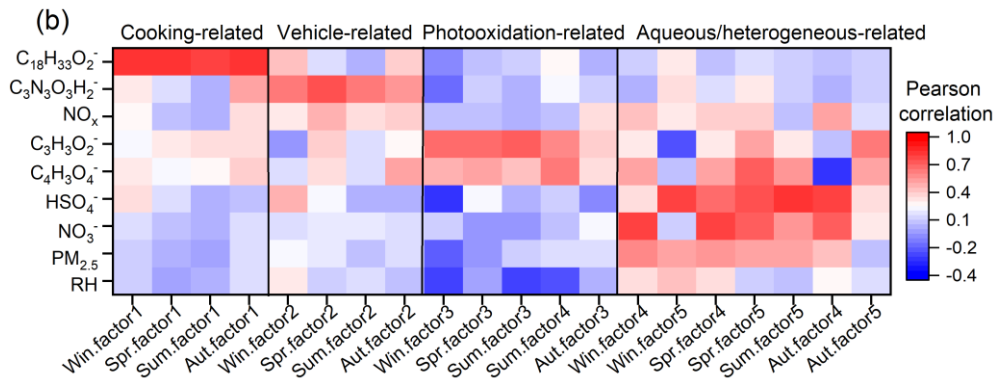 (b)
Cooking-related Vehicle-related Photooxidation-related Aqueous/heterogeneous-related
C18H33O2-
C3N3O3H2-
NOx
C3H3O2-
C4H3O4-
HSO4-
NO3-
PM2.5
RH
Pearson
correlation
1.0
0.7
0.4
0.1
-0.2
-0.4
Win.factor1
Spr.factor1
Sum.factor1
Aut.factor1
Win.factor2
Spr.factor2
Sum.factor2
Aut.factor2
Win.factor3
Spr.factor3
Sum.factor3
Sum.factor4
Aut.factor3
Win.factor4
Win.factor5
Spr.factor4
Spr.factor5
Sum.factor5
Aut.factor4
Aut.factor5